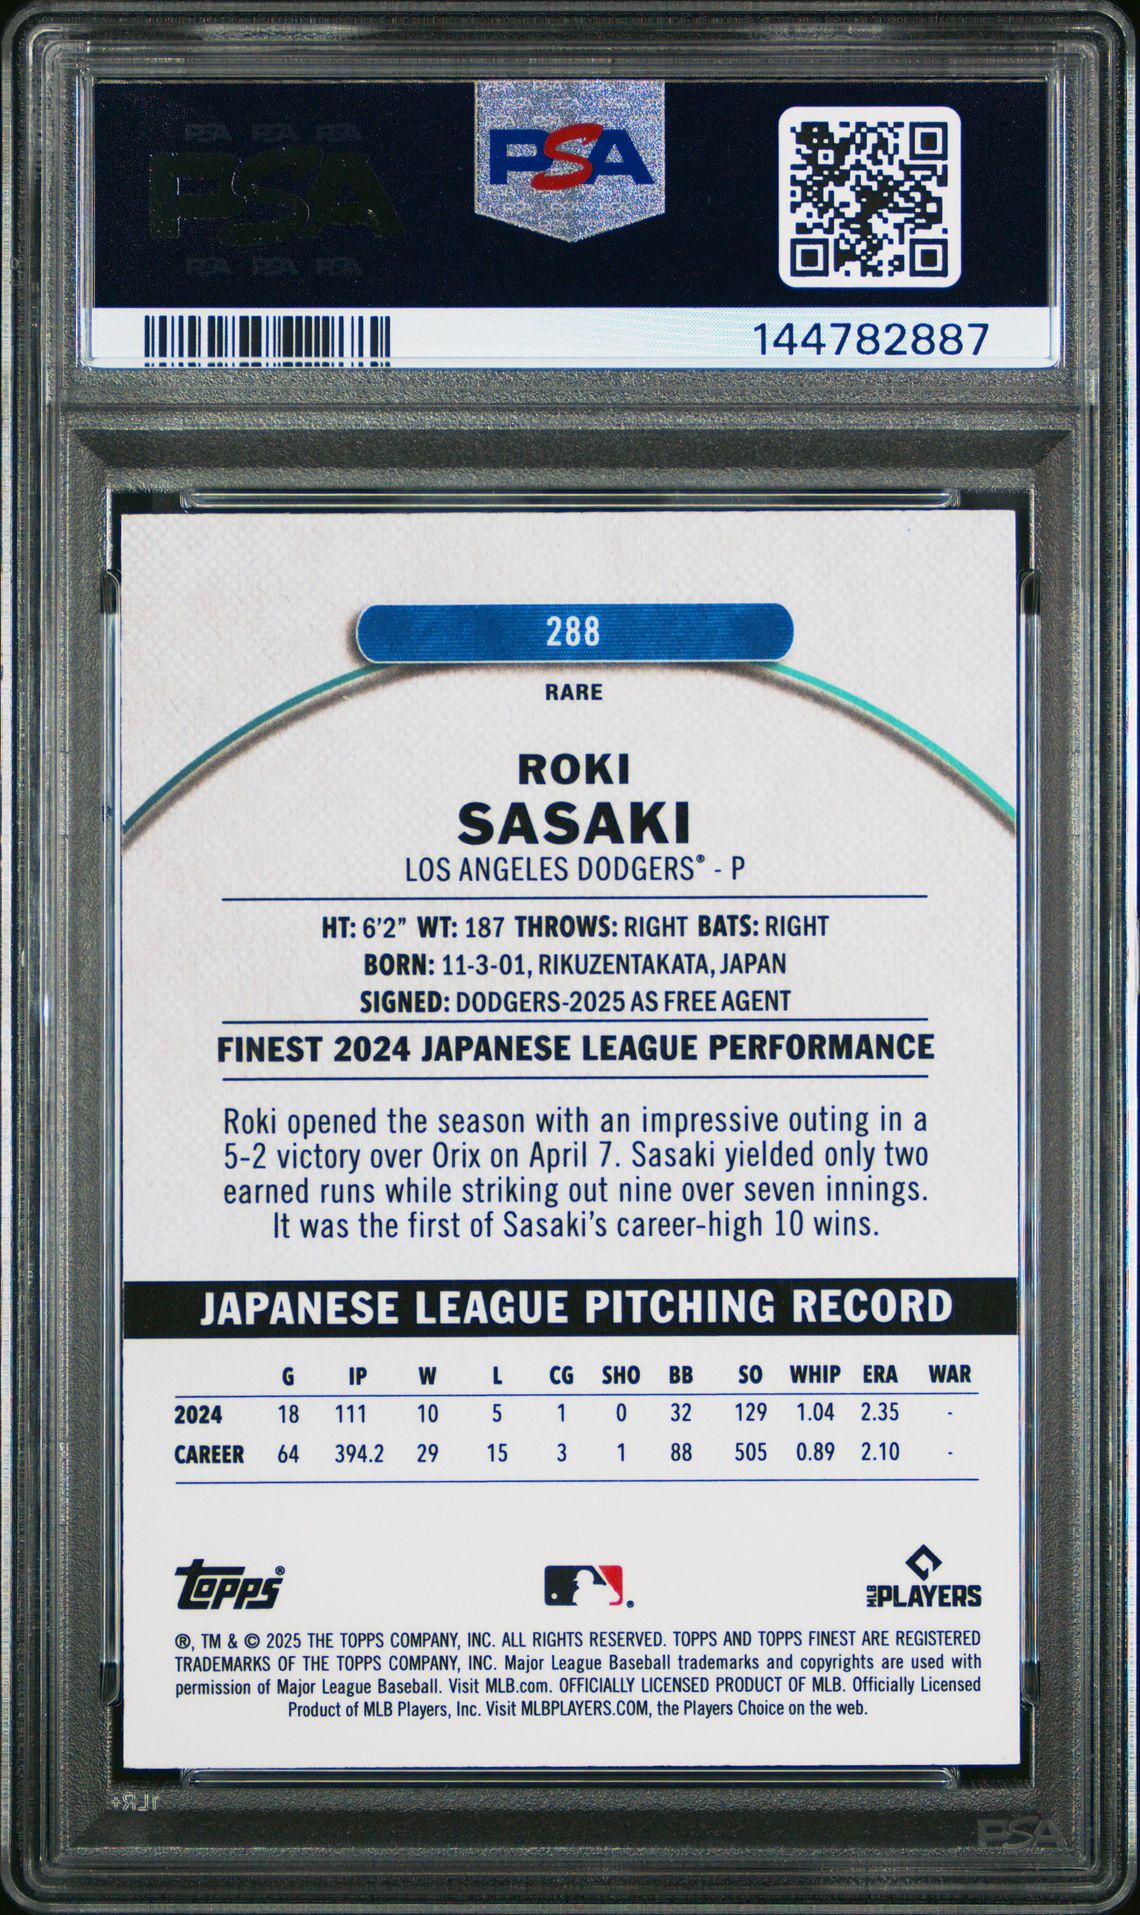 PSA PSA PSA
PSA
PSA PSA PSA
PSA
144782887
288
RARE
ROKI
SASAKI
LOS ANGELES DODGERS® - P
HT: 6'2" WT: 187 THROWS: RIGHT BATS: RIGHT
BORN: 11-3-01, RIKUZENTAKATA, JAPAN
SIGNED: DODGERS-2025 AS FREE AGENT
FINEST 2024 JAPANESE LEAGUE PERFORMANCE
Roki opened the season with an impressive outing in a
5-2 victory over Orix on April 7. Sasaki yielded only two
earned runs while striking out nine over seven innings.
It was the first of Sasaki's career-high 10 wins.
JAPANESE LEAGUE PITCHING RECORD
G IP W L CG SHO BB SO WHIP ERA WAR
2024 18 111 10 5 1 0 32 129 1.04 2.35 -
CAREER 64 394.2 29 15 3 1 88 505 0.89 2.10 -
topps®
®
MLB PLAYERS
®, TM & © 2025 THE TOPPS COMPANY, INC. ALL RIGHTS RESERVED. TOPPS AND TOPPS FINEST ARE REGISTERED
TRADEMARKS OF THE TOPPS COMPANY, INC. Major League Baseball trademarks and copyrights are used with
permission of Major League Baseball. Visit MLB.com. OFFICIALLY LICENSED PRODUCT OF MLB. Officially Licensed
Product of MLB Players, Inc. Visit MLBPLAYERS.COM, the Players Choice on the web.
1LR+
PSA